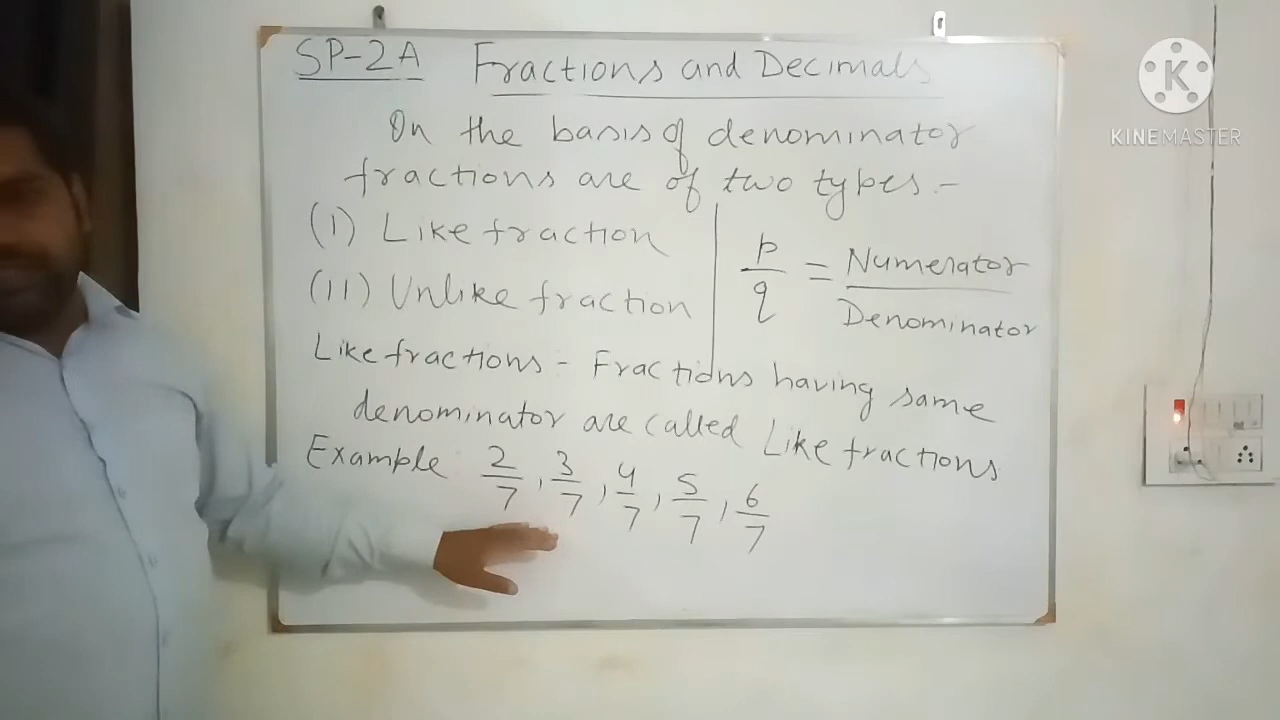 SP-2A Fractions and Decimals
On the basis of denominator
fractions are of two types -
(I) Like fraction
(II) Unlike fraction
p/q = Numerator/Denominator
Like fractions - Fractions having same
denominator are called Like fractions
Example 2/7, 3/7, 4/7, 5/7, 6/7
K
KINEMASTER